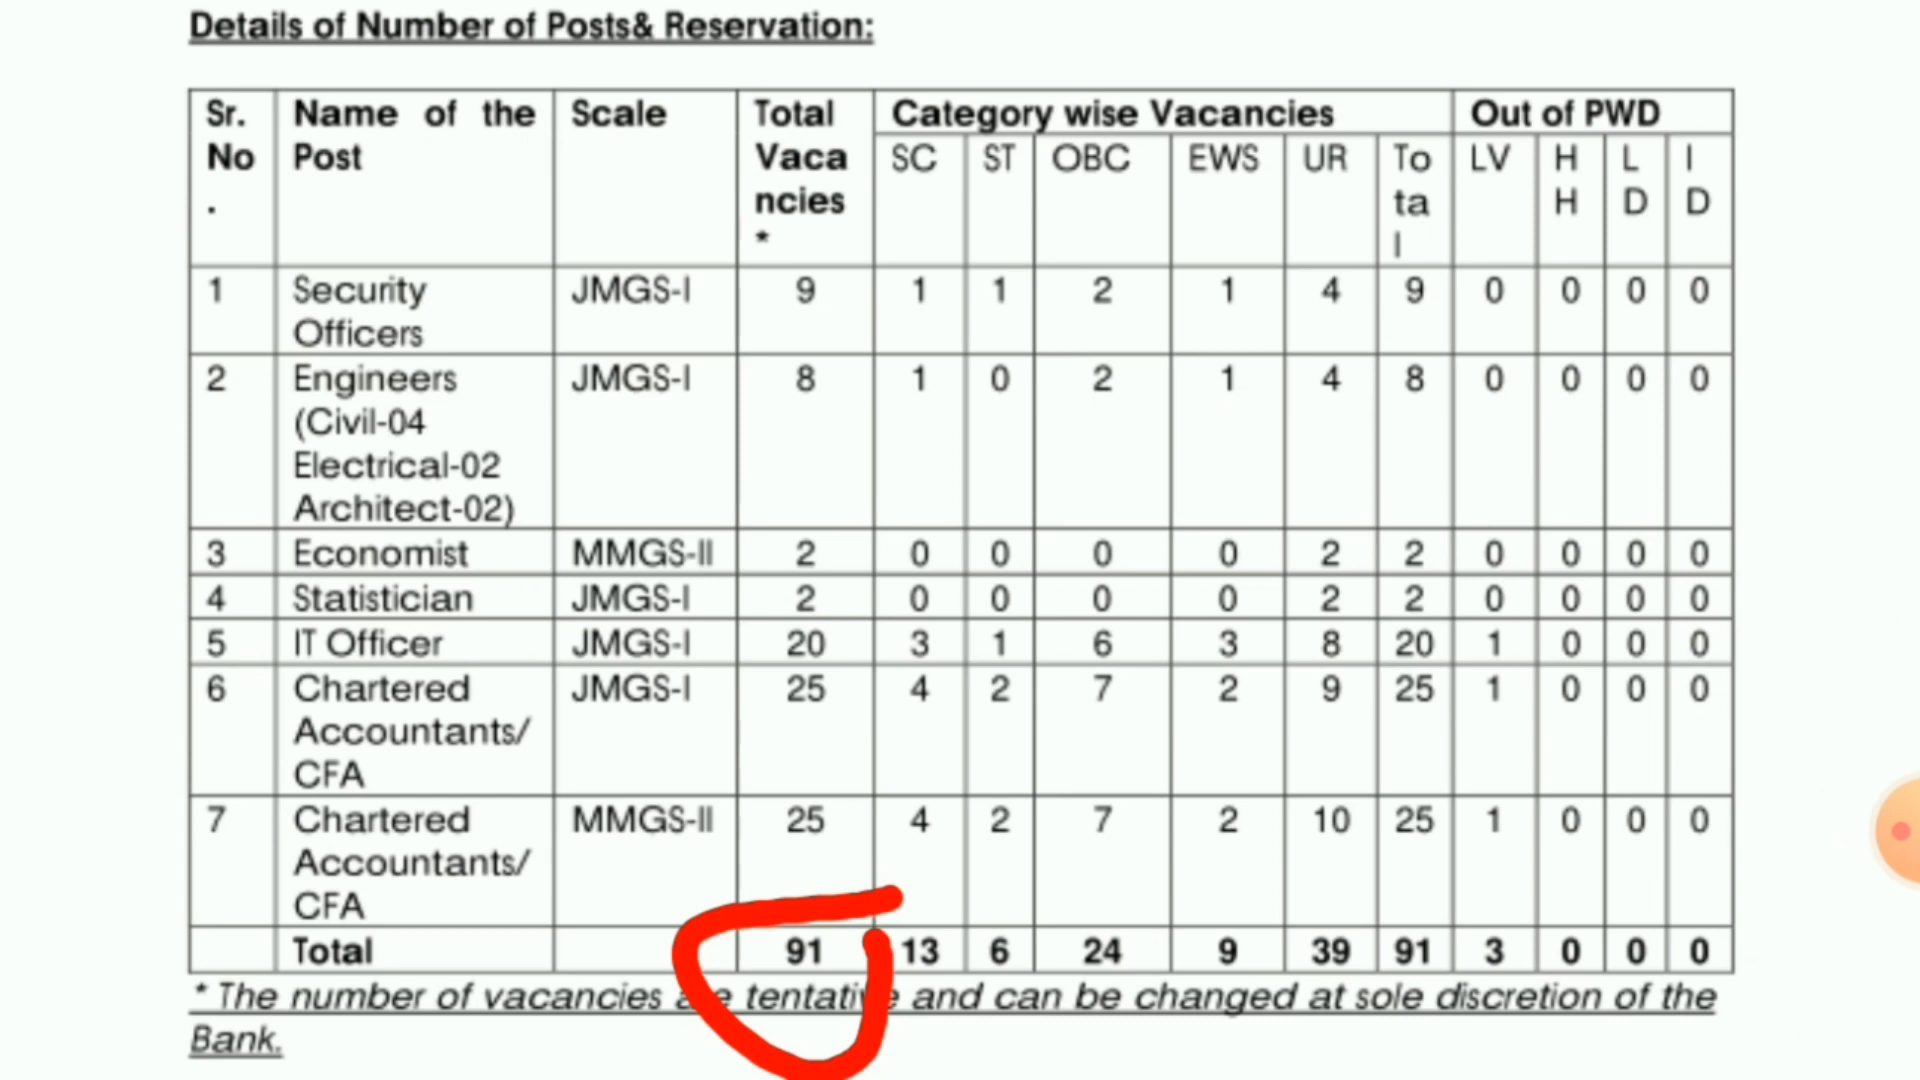 Details of Number of Posts& Reservation:
Sr. No . Name of the Post Scale Total Vaca ncies * Category wise Vacancies Out of PWD
SC ST OBC EWS UR To ta l LV H H L D I D
1 Security Officers JMGS-I 9 1 1 2 1 4 9 0 0 0 0
2 Engineers (Civil-04 Electrical-02 Architect-02) JMGS-I 8 1 0 2 1 4 8 0 0 0 0
3 Economist MMGS-II 2 0 0 0 0 2 2 0 0 0 0
4 Statistician JMGS-I 2 0 0 0 0 2 2 0 0 0 0
5 IT Officer JMGS-I 20 3 1 6 3 8 20 1 0 0 0
6 Chartered Accountants/ CFA JMGS-I 25 4 2 7 2 9 25 1 0 0 0
7 Chartered Accountants/ CFA MMGS-II 25 4 2 7 2 10 25 1 0 0 0
Total 91 13 6 24 9 39 91 3 0 0 0
* The number of vacancies are tentative and can be changed at sole discretion of the
Bank.